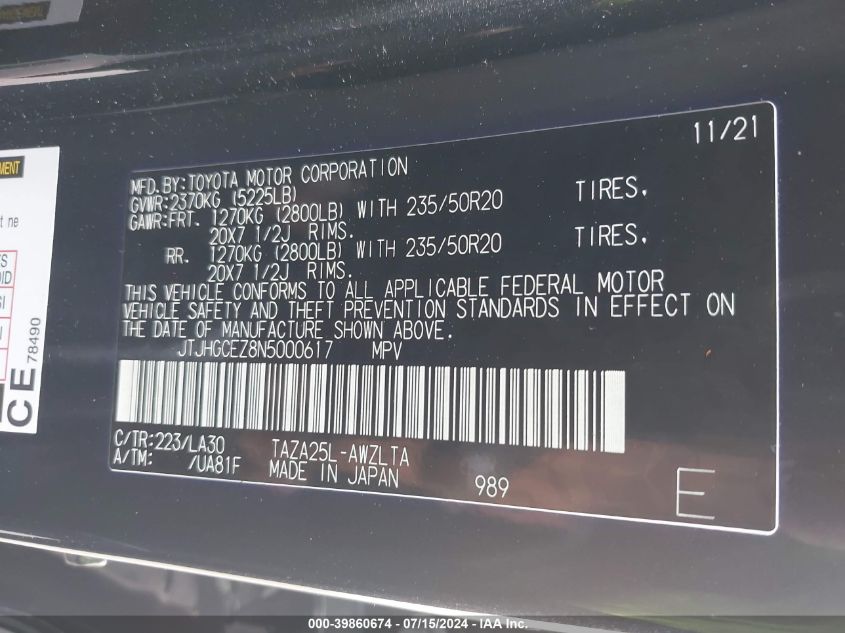 11/21
MFD.BY:TOYOTA MOTOR CORPORATION
GVWR:2370KG (5225LB)
GAWR:FRT. 1270KG (2800LB) WITH 235/50R20 TIRES.
20X7 1/2J RIMS.
RR. 1270KG (2800LB) WITH 235/50R20 TIRES.
20X7 1/2J RIMS.
THIS VEHICLE CONFORMS TO ALL APPLICABLE FEDERAL MOTOR
VEHICLE SAFETY AND THEFT PREVENTION STANDARDS IN EFFECT ON
THE DATE OF MANUFACTURE SHOWN ABOVE.
JTJHGCEZ8N5000617 MPV
C/TR:223/LA30 TAZA25L-AWZLTA
A/TM: /UA81F MADE IN JAPAN 989
E
CE 78490
000-39860674 - 07/15/2024 - IAA Inc.